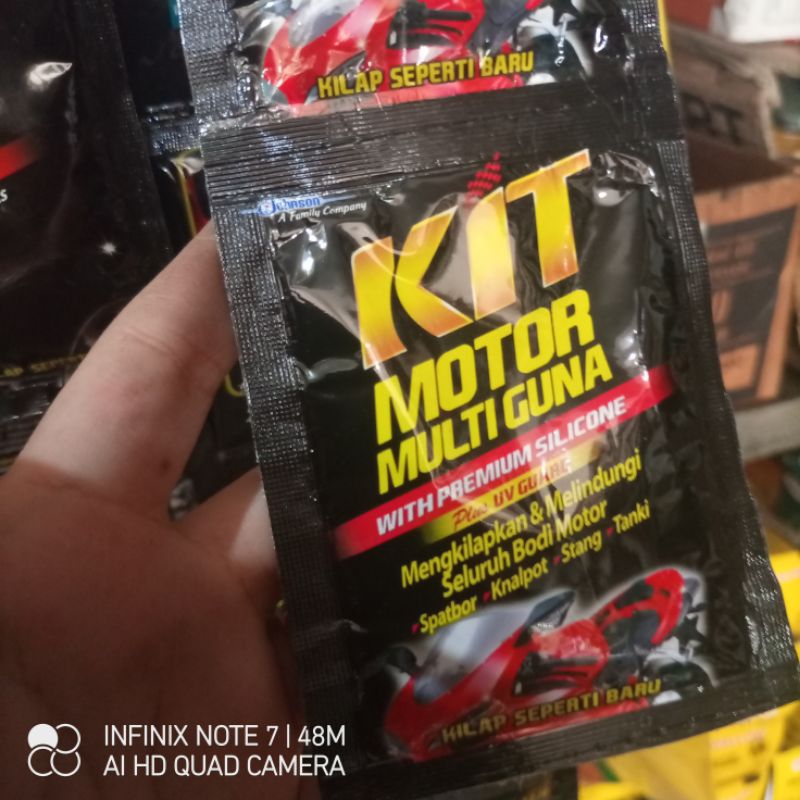 KILAP SEPERTI BARU
Johnson
A Family Company
KIT
MOTOR
MULTI GUNA
WITH PREMIUM SILICONE
Plus UV GUARD
Mengkilapkan & Melindungi
Seluruh Bodi Motor
Spatbor Knalpot Stang Tanki
KILAP SEPERTI BARU
INFINIX NOTE 7 | 48M
AI HD QUAD CAMERA